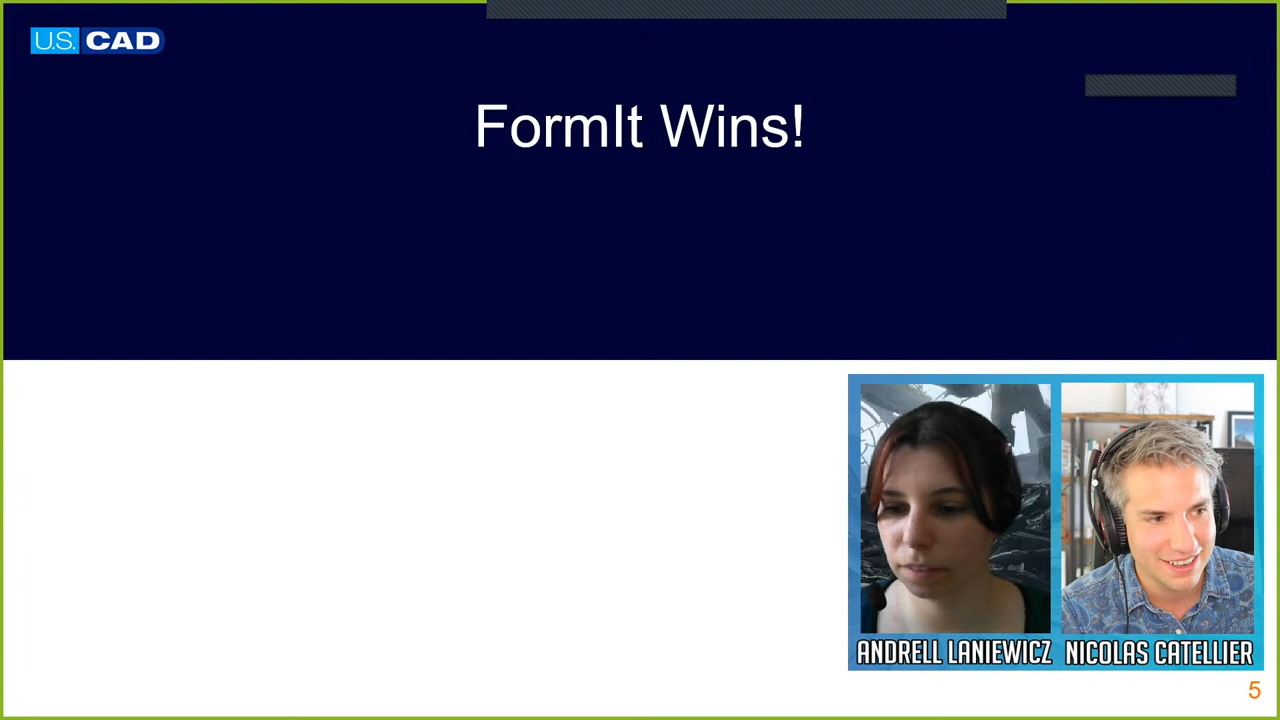 U.S. CAD
FormIt Wins!
ANDRELL LANIEWICZ
NICOLAS CATELLIER
5